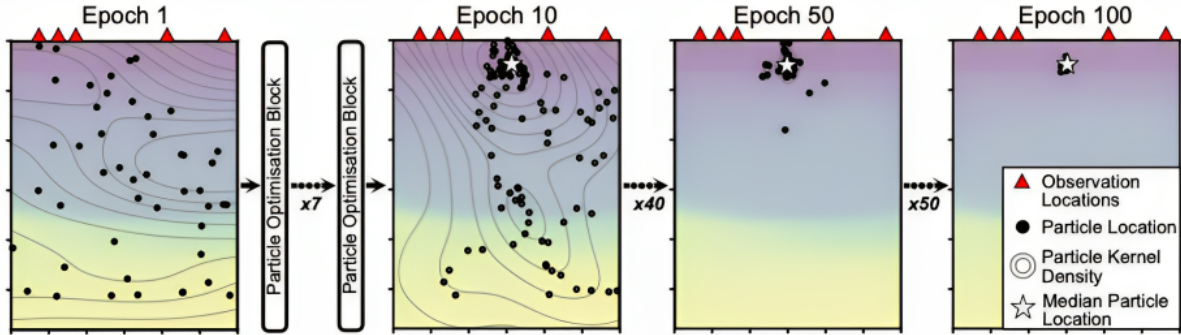 Epoch 1
Epoch 10
Epoch 50
Epoch 100
Particle Optimisation Block
x7
Particle Optimisation Block
x40
x50
Observation
Locations
Particle Location
Particle Kernel
Density
Median Particle
Location